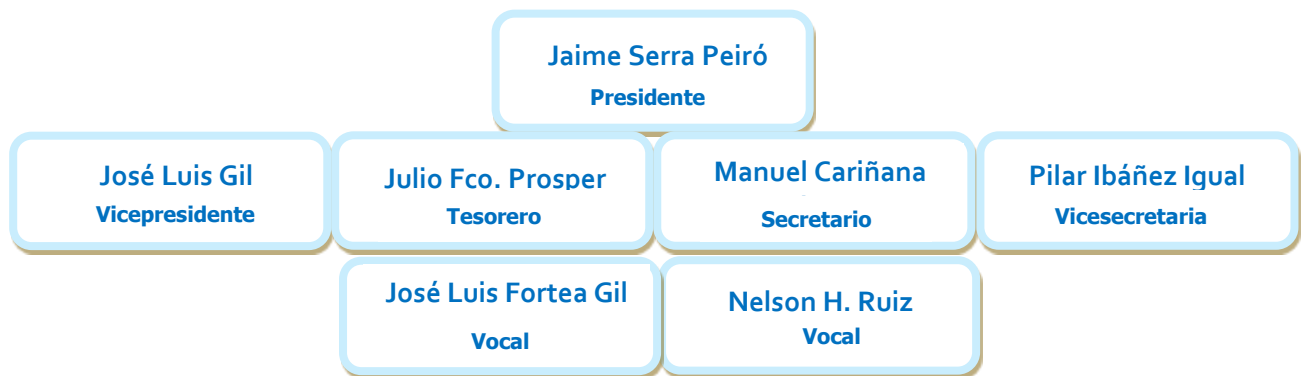 Jaime Serra Peiró
Presidente
José Luis Gil
Vicepresidente
Julio Fco. Prosper
Tesorero
Manuel Cariñana
Secretario
Pilar Ibáñez Igual
Vicesecretaria
José Luis Fortea Gil
Vocal
Nelson H. Ruiz
Vocal